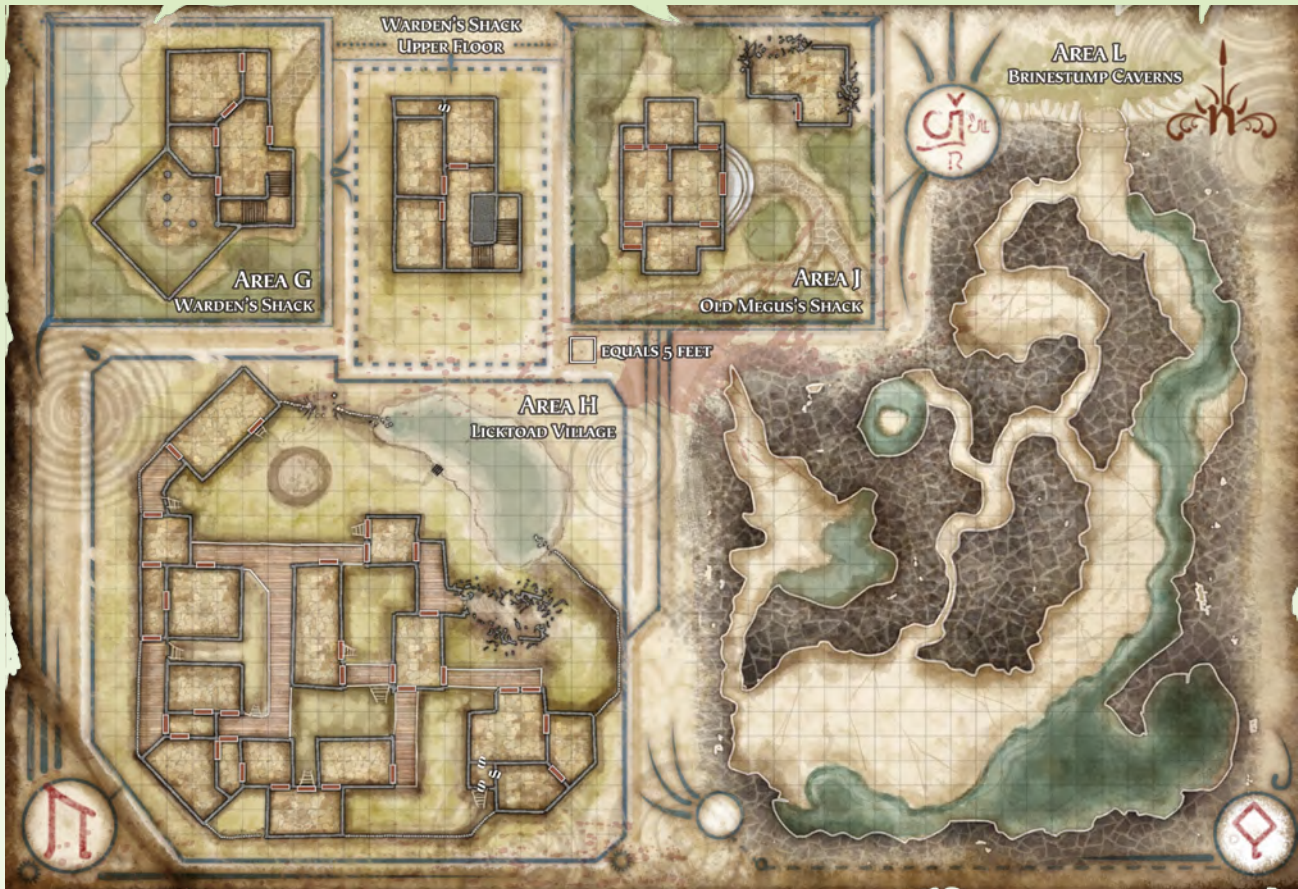 WARDEN'S SHACK
UPPER FLOOR
AREA L
BRINESTUMP CAVERNS
AREA G
WARDEN'S SHACK
AREA J
OLD MEGUS'S SHACK
EQUALS 5 FEET
AREA H
LICKTOAD VILLAGE
S
S
S
S
n